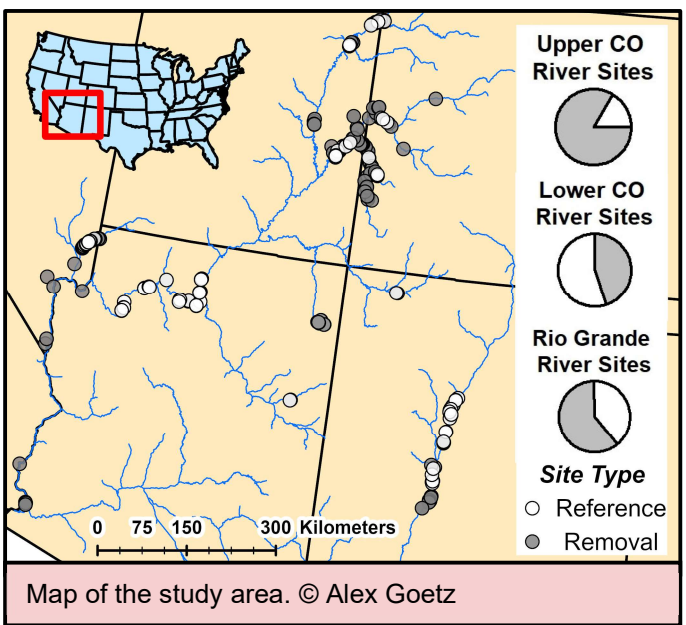 Upper CO
River Sites
Lower CO
River Sites
Rio Grande
River Sites
Site Type
Reference
Removal
0 75 150 300 Kilometers
Map of the study area. © Alex Goetz